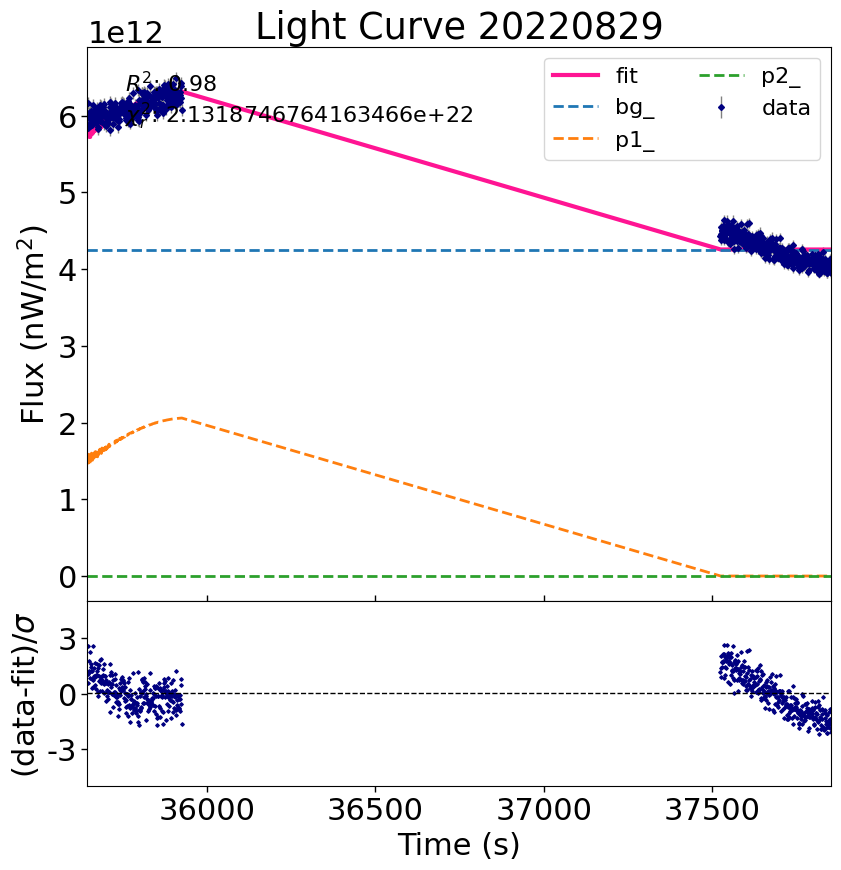 Light Curve 20220829
1e12
R²: 0.98
2.1318746764163466e+22
fit
bg_
p1_
p2_
data
Flux (nW/m²)
6
5
4
3
2
1
0
(data-fit)/σ
3
0
-3
36000
36500
37000
37500
Time (s)